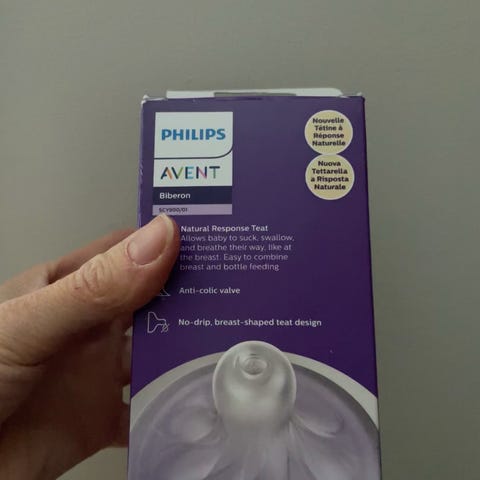 PHILIPS
AVENT
Biberon
SCY900/01
Nouvelle
Tétine à
Réponse
Naturelle
Nuova
Tettarella
a Risposta
Naturale
Natural Response Teat
Allows baby to suck, swallow,
and breathe their way, like at
the breast. Easy to combine
breast and bottle feeding
Anti-colic valve
No-drip, breast-shaped teat design